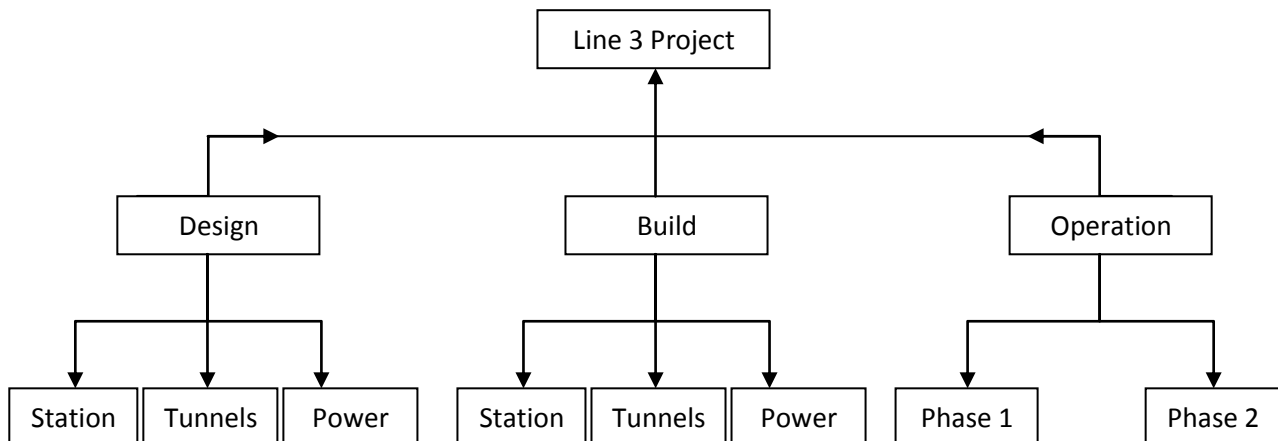 Line 3 Project
Design
Build
Operation
Station
Tunnels
Power
Station
Tunnels
Power
Phase 1
Phase 2